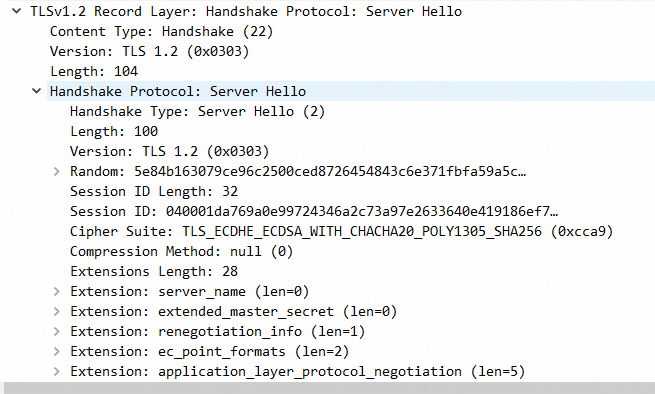 TLSv1.2 Record Layer: Handshake Protocol: Server Hello
Content Type: Handshake (22)
Version: TLS 1.2 (0x0303)
Length: 104
Handshake Protocol: Server Hello
Handshake Type: Server Hello (2)
Length: 100
Version: TLS 1.2 (0x0303)
Random: 5e84b163079ce96c2500ced8726454843c6e371fbfa59a5c…
Session ID Length: 32
Session ID: 040001da769a0e99724346a2c73a97e2633640e419186ef7…
Cipher Suite: TLS_ECDHE_ECDSA_WITH_CHACHA20_POLY1305_SHA256 (0xcca9)
Compression Method: null (0)
Extensions Length: 28
Extension: server_name (len=0)
Extension: extended_master_secret (len=0)
Extension: renegotiation_info (len=1)
Extension: ec_point_formats (len=2)
Extension: application_layer_protocol_negotiation (len=5)